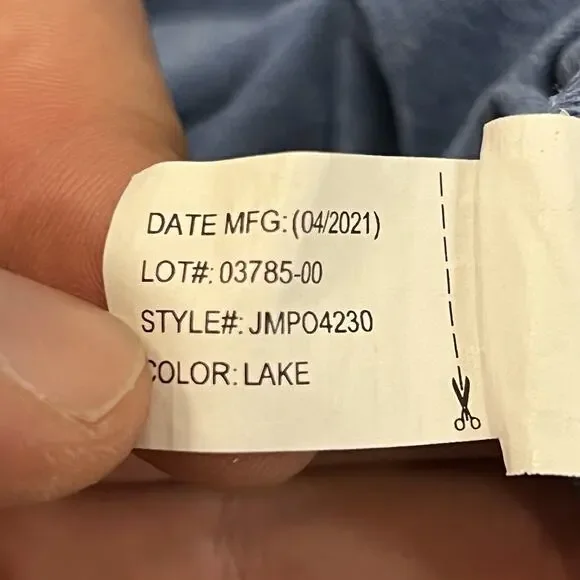 DATE MFG: (04/2021)
LOT#: 03785-00
STYLE#: JMPO4230
COLOR: LAKE